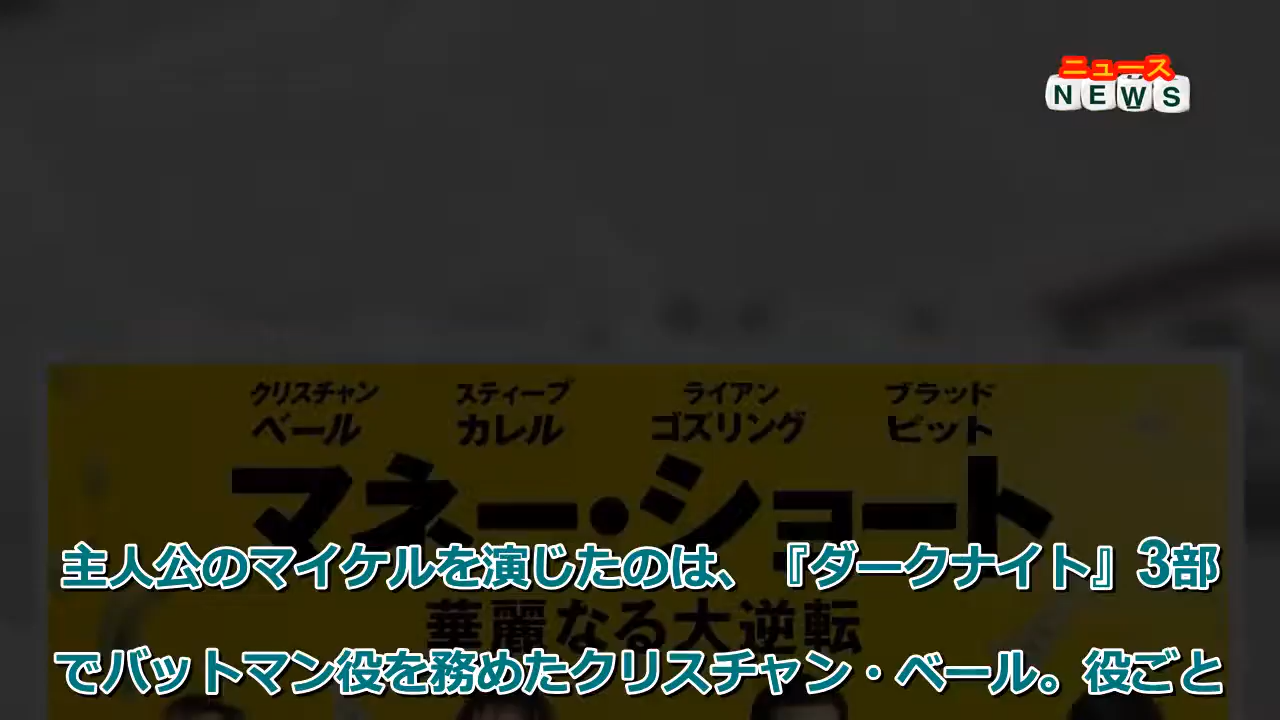 ニュース
NEWS
クリスチャン スティーブ ライアン ブラッド
ベール カレル ゴズリング ピット
マネー・ショート
主人公のマイケルを演じたのは、『ダークナイト』3部
華麗なる大逆転
でバットマン役を務めたクリスチャン・ベール。役ごと